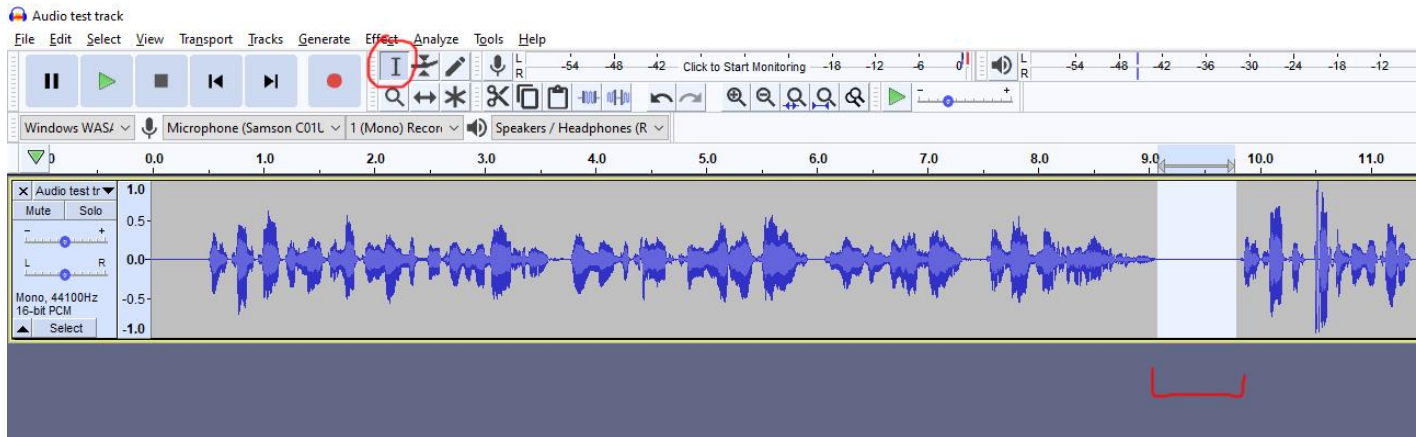 Audio test track
File Edit Select View Transport Tracks Generate Effect Analyze Tools Help
L R -54 -48 -42 Click to Start Monitoring -18 -12 -6 0 L R -54 -48 -42 -36 -30 -24 -18 -12
- +
Windows WASA Microphone (Samson C01U 1 (Mono) Recor Speakers / Headphones (R
0 0.0 1.0 2.0 3.0 4.0 5.0 6.0 7.0 8.0 9.0 10.0 11.0
X Audio test tr 1.0
Mute Solo
- + 0.5
L R 0.0
Mono, 44100Hz -0.5
16-bit PCM
Select -1.0